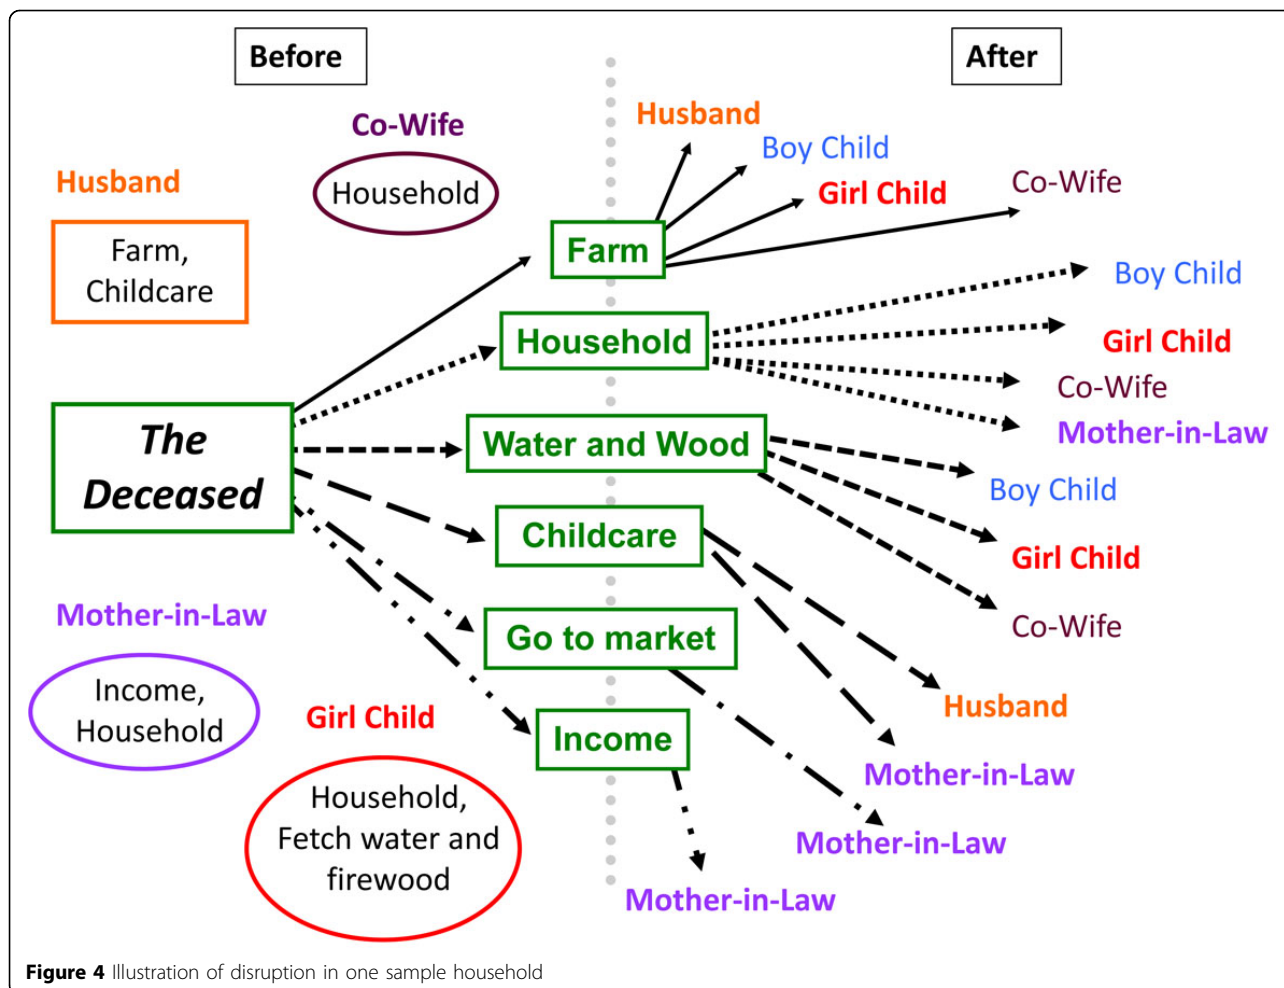 Before
After
Co-Wife
Household
Husband
Farm,
Childcare
The
Deceased
Mother-in-Law
Income,
Household
Girl Child
Household,
Fetch water and
firewood
Farm
Household
Water and Wood
Childcare
Go to market
Income
Husband
Boy Child
Girl Child
Co-Wife
Boy Child
Girl Child
Co-Wife
Mother-in-Law
Boy Child
Girl Child
Co-Wife
Husband
Mother-in-Law
Mother-in-Law
Mother-in-Law
Figure 4 Illustration of disruption in one sample household